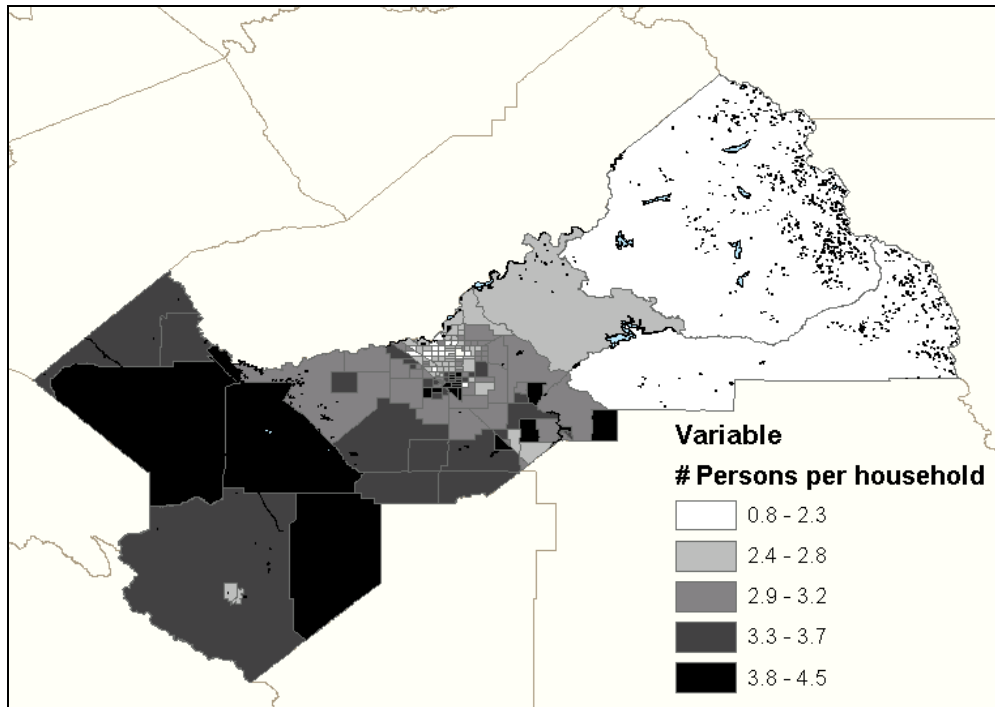 Variable
# Persons per household
0.8 - 2.3
2.4 - 2.8
2.9 - 3.2
3.3 - 3.7
3.8 - 4.5